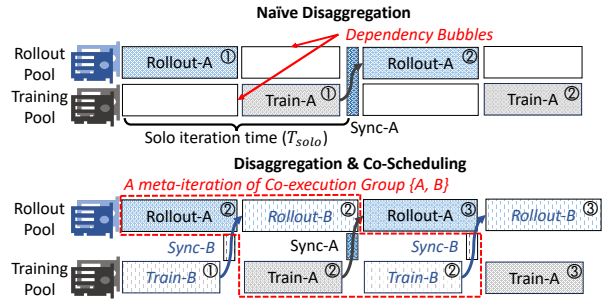 Naïve Disaggregation
Dependency Bubbles
Rollout Pool
Rollout-A ①
Rollout-A ②
Training Pool
Train-A ①
Train-A ②
Solo iteration time (T_solo)
Sync-A
Disaggregation & Co-Scheduling
A meta-iteration of Co-execution Group {A, B}
Rollout Pool
Rollout-A ②
Rollout-B ②
Rollout-A ③
Rollout-B ③
Sync-B
Sync-A
Sync-B
Training Pool
Train-B ①
Train-A ②
Train-B ②
Train-A ③